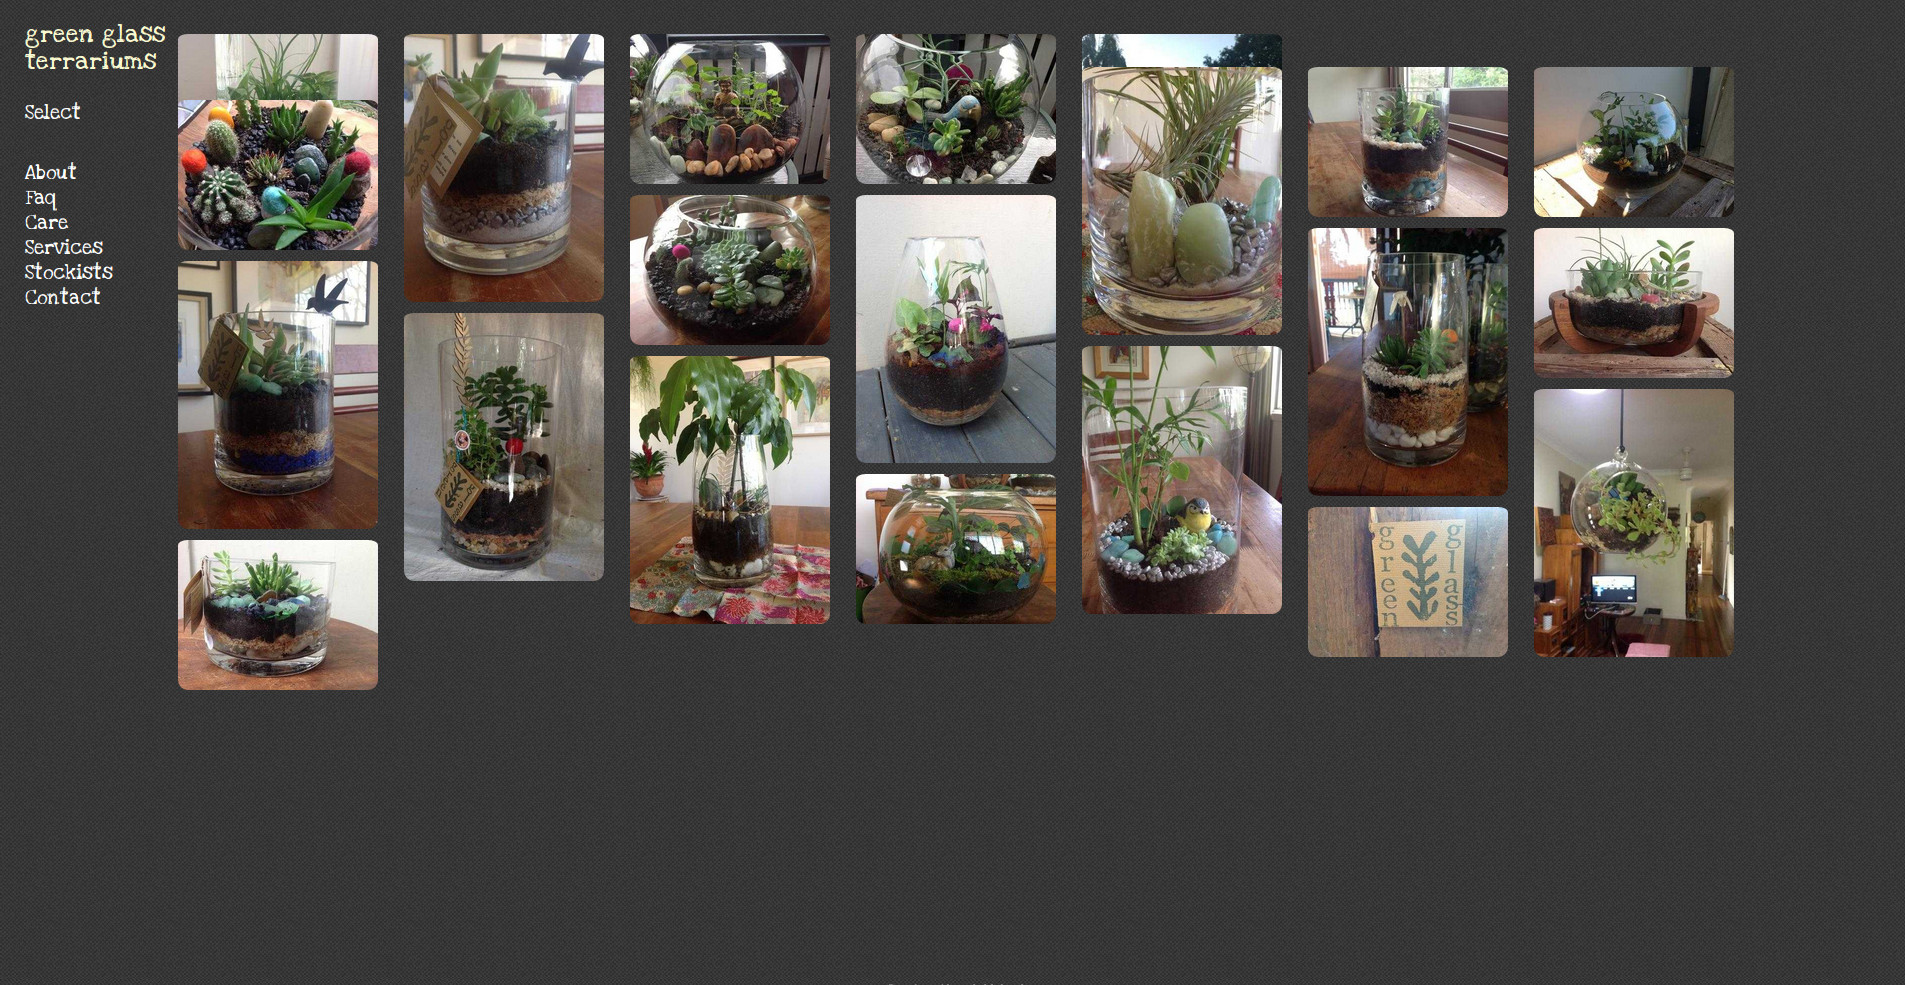 green glass
terrariums
Select
About
Faq
Care
Services
Stockists
Contact
green
glass